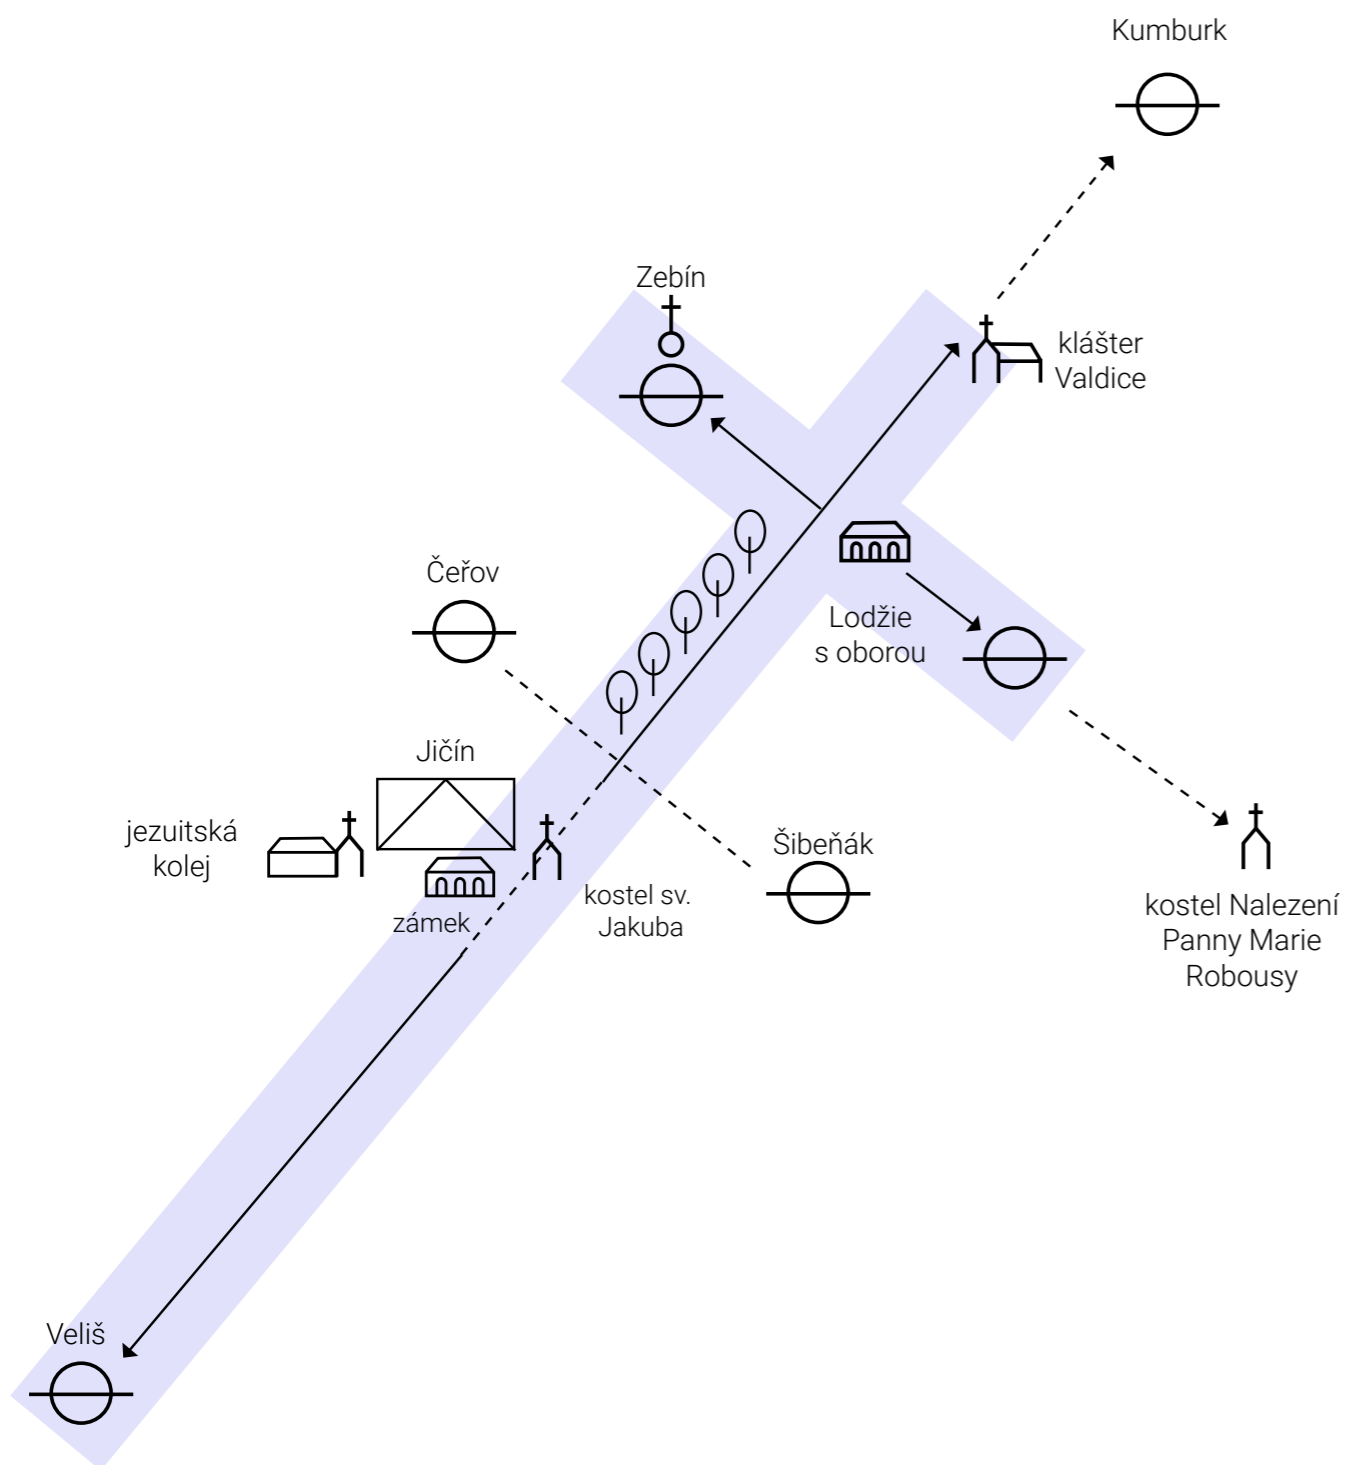 Kumburk
Zebín
klášter
Valdice
Čeřov
Lodžie
s oborou
Jičín
jezuitská
kolej
Šibeňák
zámek
kostel sv.
Jakuba
kostel Nalezení
Panny Marie
Robousy
Veliš